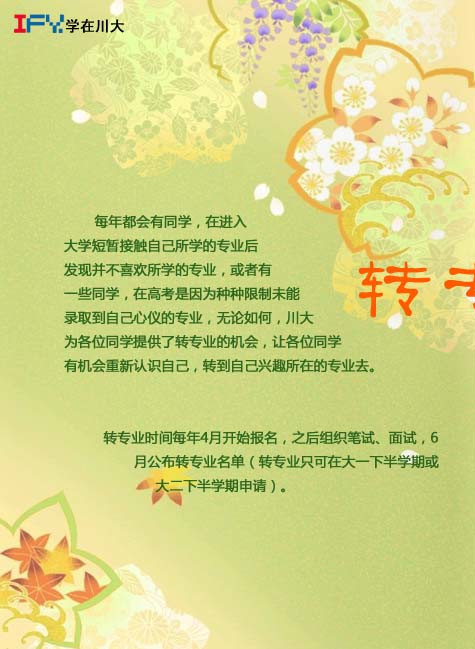 IFY.学在川大
每年都会有同学，在进入
大学短暂接触自己所学的专业后
发现并不喜欢所学的专业，或者有
一些同学，在高考是因为种种限制未能
转
录取到自己心仪的专业，无论如何，川大
为各位同学提供了转专业的机会，让各位同学
有机会重新认识自己，转到自己兴趣所在的专业去。
转专业时间每年4月开始报名，之后组织笔试、面试，6
月公布转专业名单（转专业只可在大一下半学期或
大二下半学期申请）。